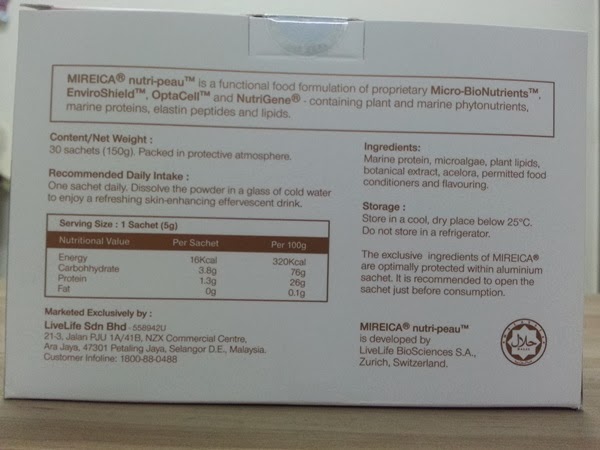 MIREICA® nutri-peau™ is a functional food formulation of proprietary Micro-BioNutrients™,
EnviroShield™, OptaCell™ and NutriGene® - containing plant and marine phytonutrients,
marine proteins, elastin peptides and lipids.
Content/Net Weight :
30 sachets (150g). Packed in protective atmosphere.
Recommended Daily Intake :
One sachet daily. Dissolve the powder in a glass of cold water
to enjoy a refreshing skin-enhancing effervescent drink.
Serving Size : 1 Sachet (5g)
Nutritional Value Per Sachet Per 100g
Energy 16Kcal 320Kcal
Carbohhydrate 3.8g 76g
Protein 1.3g 26g
Fat 0g 0.1g
Marketed Exclusively by :
LiveLife Sdn Bhd - 558942U
21-3, Jalan PJU 1A/41B, NZX Commercial Centre,
Ara Jaya, 47301 Petaling Jaya, Selangor D.E., Malaysia.
Customer Infoline: 1800-88-0488
Ingredients:
Marine protein, microalgae, plant lipids,
botanical extract, acelora, permitted food
conditioners and flavouring.
Storage :
Store in a cool, dry place below 25°C.
Do not store in a refrigerator.
The exclusive ingredients of MIREICA®
are optimally protected within aluminium
sachet. It is recommended to open the
sachet just before consumption.
MIREICA® nutri-peau™
is developed by
LiveLife BioSciences S.A.,
Zurich, Switzerland.
حلال